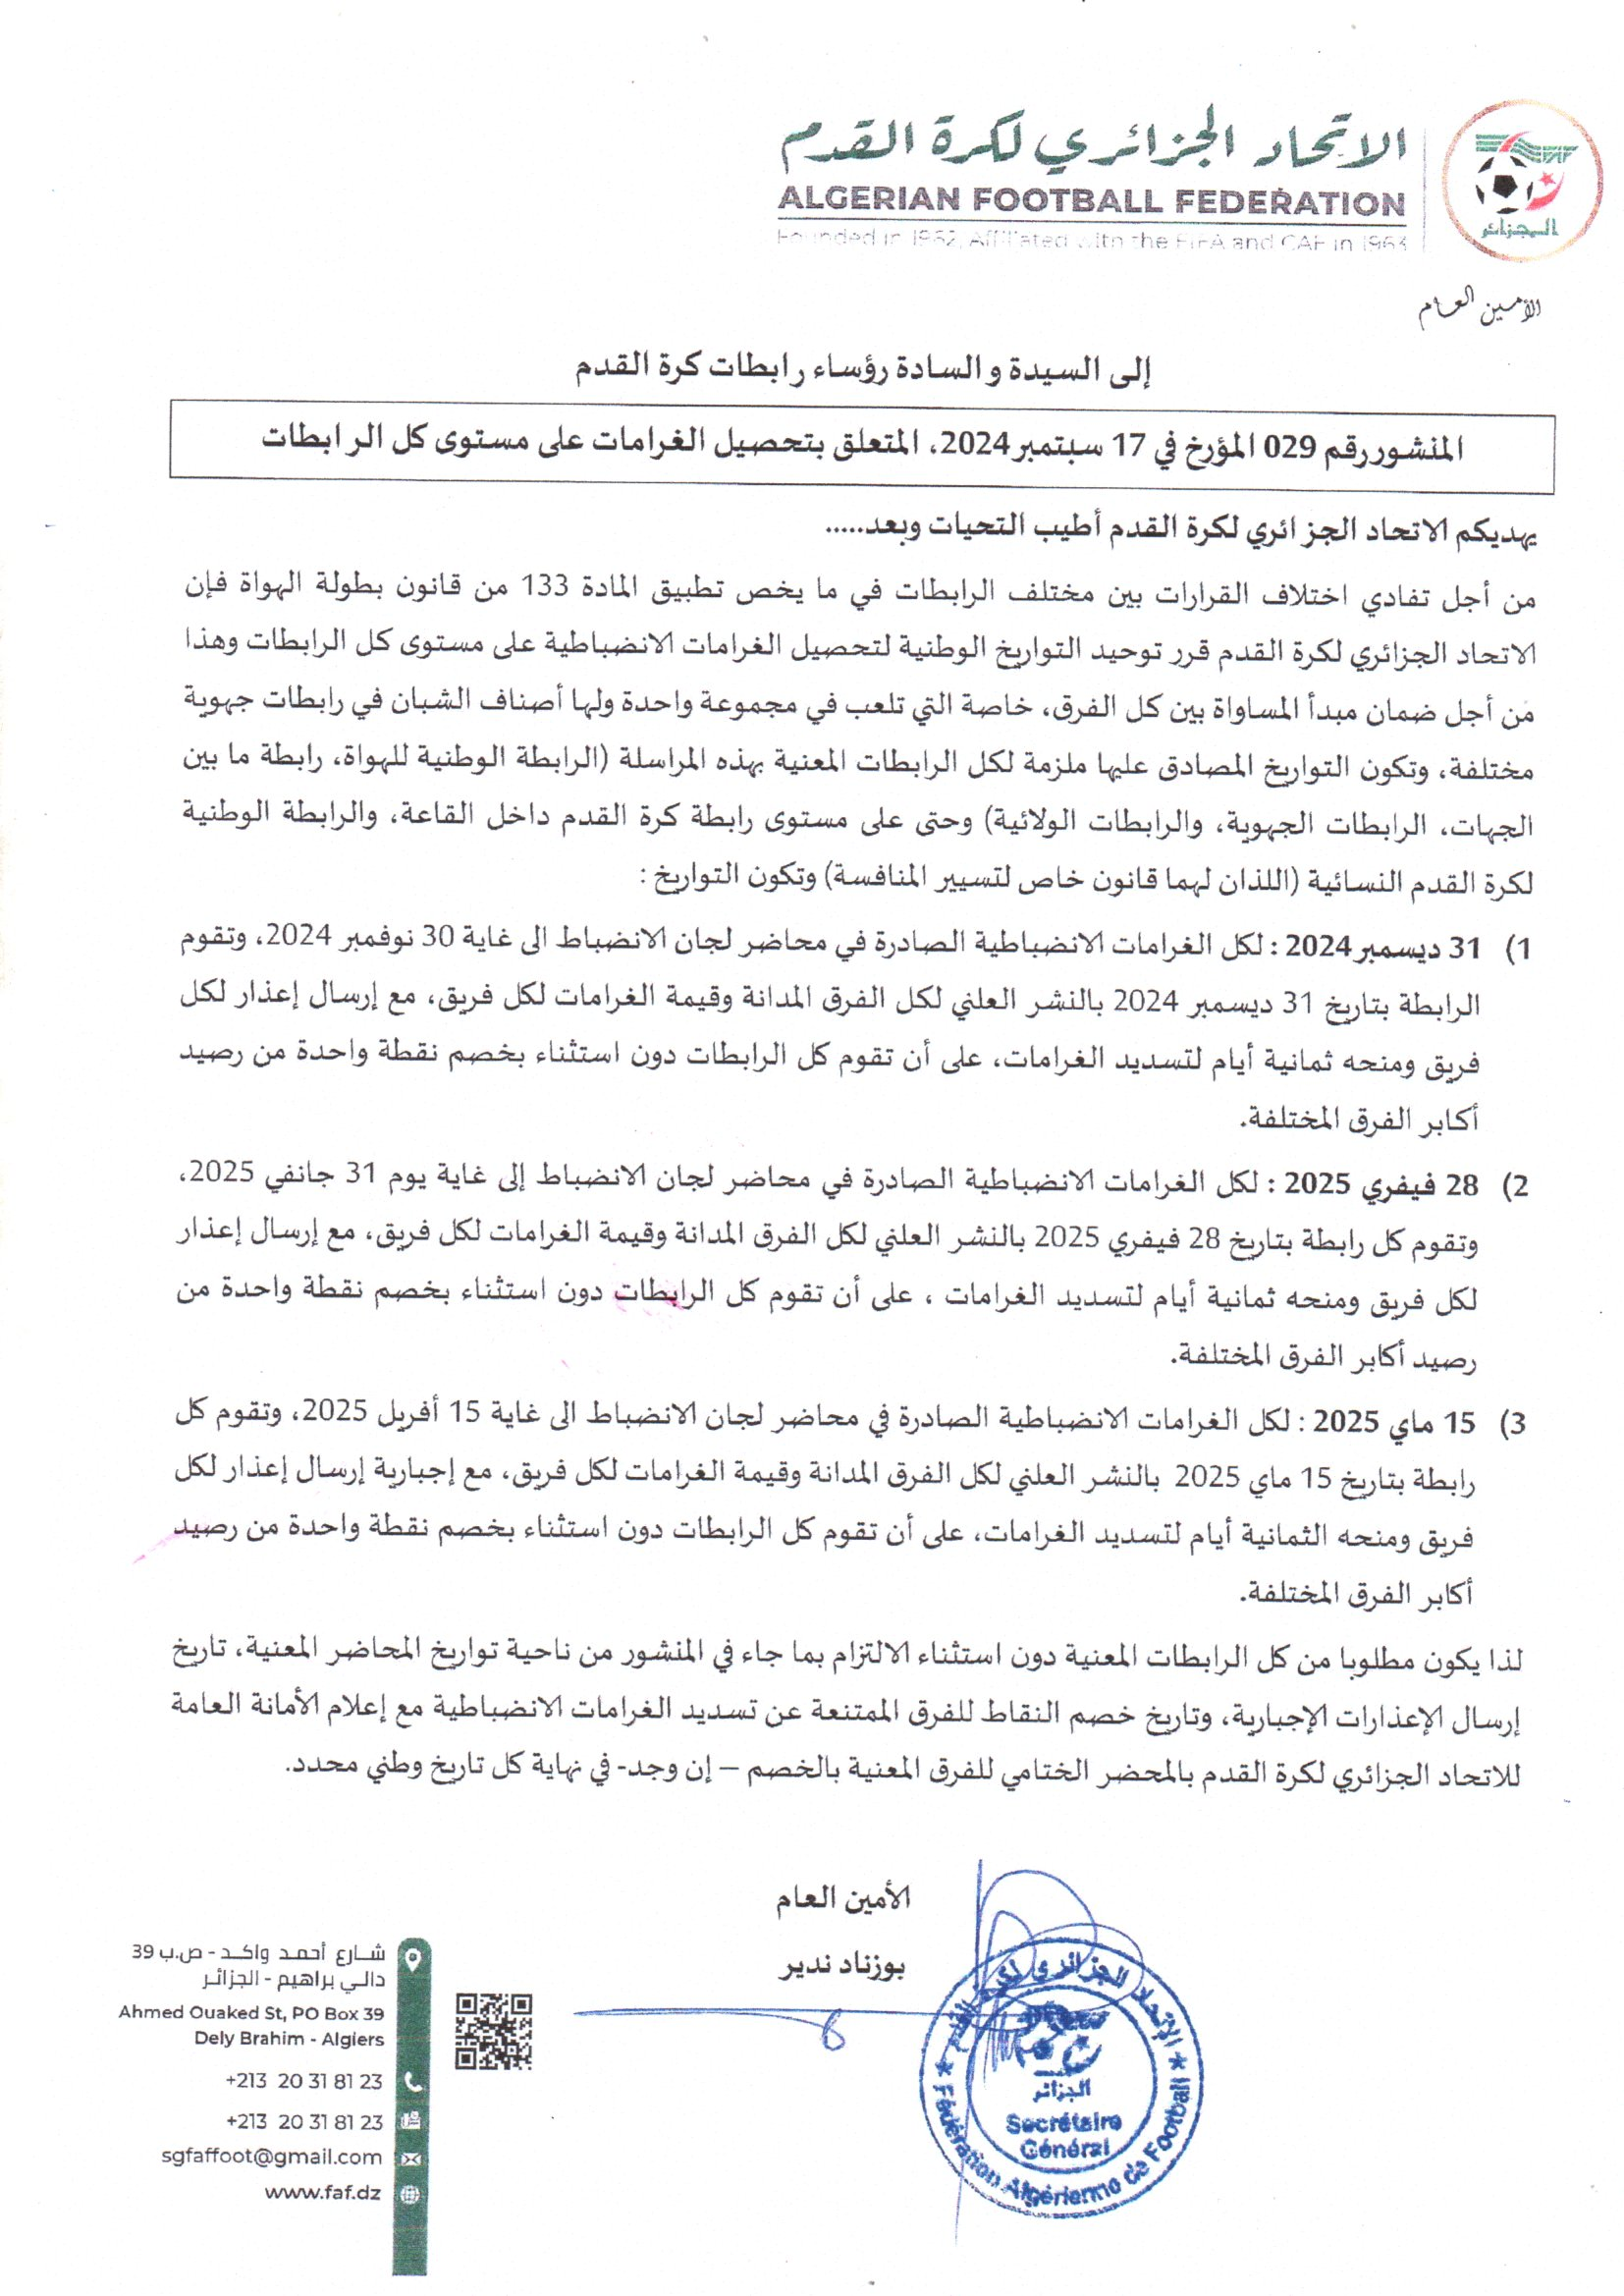 الاتحاد الجزائري لكرة القدم
ALGERIAN FOOTBALL FEDERATION
Founded in 1962, Affiliated with the FIFA and CAF in 1963
الجزائر
الأمين العام
إلى السيدة والسادة رؤساء رابطات كرة القدم
المنشور رقم 029 المؤرخ في 17 سبتمبر 2024، المتعلق بتحصيل الغرامات على مستوى كل الرابطات
يهديكم الاتحاد الجزائري لكرة القدم أطيب التحيات وبعد.....
من أجل تفادي اختلاف القرارات بين مختلف الرابطات في ما يخص تطبيق المادة 133 من قانون بطولة الهواة فإن
الاتحاد الجزائري لكرة القدم قرر توحيد التواريخ الوطنية لتحصيل الغرامات الانضباطية على مستوى كل الرابطات وهذا
من أجل ضمان مبدأ المساواة بين كل الفرق، خاصة التي تلعب في مجموعة واحدة ولها أصناف الشبان في رابطات جهوية
مختلفة، وتكون التواريخ المصادق عليها ملزمة لكل الرابطات المعنية بهذه المراسلة (الرابطة الوطنية للهواة، رابطة ما بين
الجهات، الرابطات الجهوية، والرابطات الولائية) وحتى على مستوى رابطة كرة القدم داخل القاعة، والرابطة الوطنية
لكرة القدم النسائية (اللذان لهما قانون خاص لتسيير المنافسة) وتكون التواريخ :
1) 31 ديسمبر 2024 : لكل الغرامات الانضباطية الصادرة في محاضر لجان الانضباط الى غاية 30 نوفمبر 2024، وتقوم
الرابطة بتاريخ 31 ديسمبر 2024 بالنشر العلني لكل الفرق المدانة وقيمة الغرامات لكل فريق، مع إرسال إعذار لكل
فريق ومنحه ثمانية أيام لتسديد الغرامات، على أن تقوم كل الرابطات دون استثناء بخصم نقطة واحدة من رصيد
أكابر الفرق المختلفة.
2) 28 فيفري 2025 : لكل الغرامات الانضباطية الصادرة في محاضر لجان الانضباط إلى غاية يوم 31 جانفي 2025،
وتقوم كل رابطة بتاريخ 28 فيفري 2025 بالنشر العلني لكل الفرق المدانة وقيمة الغرامات لكل فريق، مع إرسال إعذار
لكل فريق ومنحه ثمانية أيام لتسديد الغرامات ، على أن تقوم كل الرابطات دون استثناء بخصم نقطة واحدة من
رصيد أكابر الفرق المختلفة.
3) 15 ماي 2025 : لكل الغرامات الانضباطية الصادرة في محاضر لجان الانضباط الى غاية 15 أفريل 2025، وتقوم كل
رابطة بتاريخ 15 ماي 2025 بالنشر العلني لكل الفرق المدانة وقيمة الغرامات لكل فريق، مع إجبارية إرسال إعذار لكل
فريق ومنحه الثمانية أيام لتسديد الغرامات، على أن تقوم كل الرابطات دون استثناء بخصم نقطة واحدة من رصيد
أكابر الفرق المختلفة.
لذا يكون مطلوبا من كل الرابطات المعنية دون استثناء الالتزام بما جاء في المنشور من ناحية تواريخ المحاضر المعنية، تاريخ
إرسال الإعذارات الإجبارية، وتاريخ خصم النقاط للفرق الممتنعة عن تسديد الغرامات الانضباطية مع إعلام الأمانة العامة
للاتحاد الجزائري لكرة القدم بالمحضر الختامي للفرق المعنية بالخصم – إن وجد- في نهاية كل تاريخ وطني محدد.
الأمين العام
بوزناد ندير
الإتحاد الجزائري لكرة القدم
الجزائر
Secrétaire
Général
Fédération Algérienne de Football
شارع أحمد واكد - ص.ب 39
دالي براهيم - الجزائر
Ahmed Ouaked St, PO Box 39
Dely Brahim - Algiers
+213 20 31 81 23
+213 20 31 81 23
sgfaffoot@gmail.com
www.faf.dz